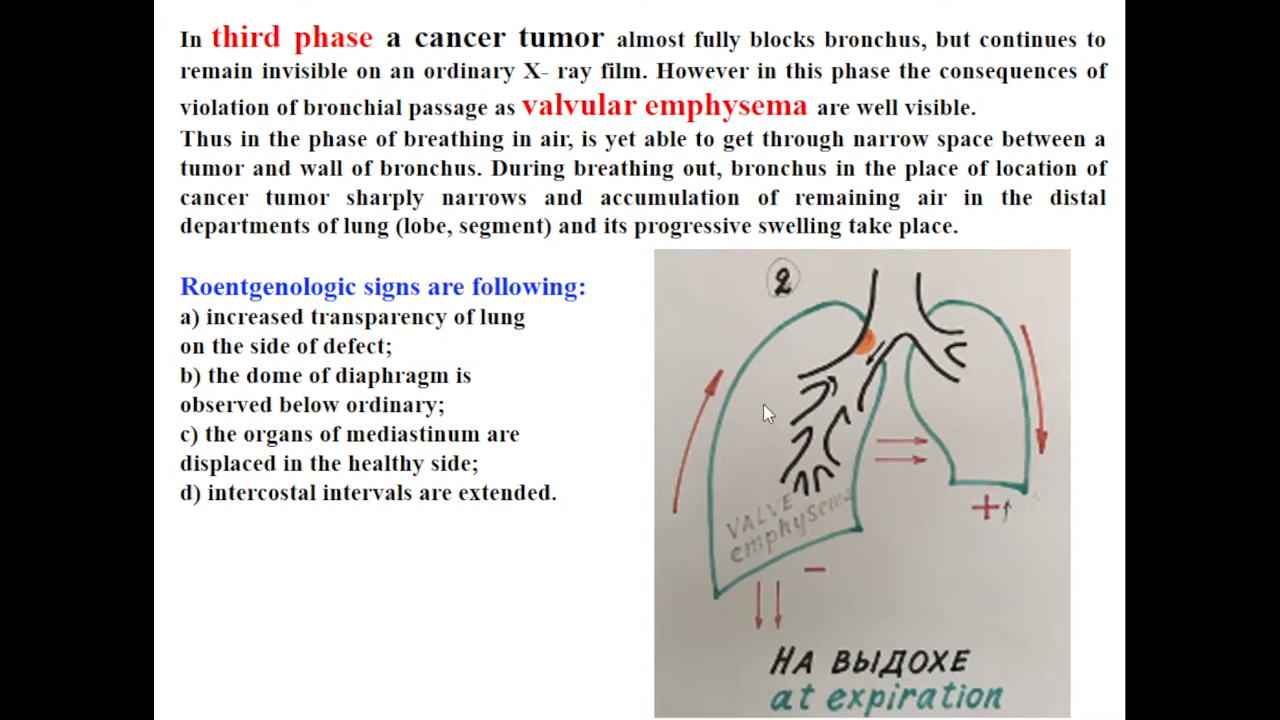 In third phase a cancer tumor almost fully blocks bronchus, but continues to
remain invisible on an ordinary X- ray film. However in this phase the consequences of
violation of bronchial passage as valvular emphysema are well visible.
Thus in the phase of breathing in air, is yet able to get through narrow space between a
tumor and wall of bronchus. During breathing out, bronchus in the place of location of
cancer tumor sharply narrows and accumulation of remaining air in the distal
departments of lung (lobe, segment) and its progressive swelling take place.
Roentgenologic signs are following:
a) increased transparency of lung
on the side of defect;
b) the dome of diaphragm is
observed below ordinary;
c) the organs of mediastinum are
displaced in the healthy side;
d) intercostal intervals are extended.
2
VALVE
emphysema
+
−
НА ВЫДОХЕ
at expiration